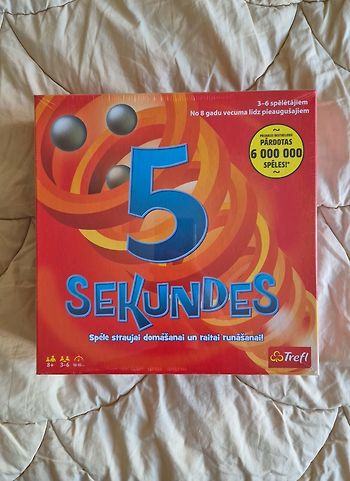 3-6 spēlētājiem
No 8 gadu vecuma līdz pieaugušajiem
PĀRDOTAS
6 000 000
SPĒLES!*
5
SEKUNDES
Spēle straujai domāšanai un raitai runāšanai!
8+ 3-6
Trefl